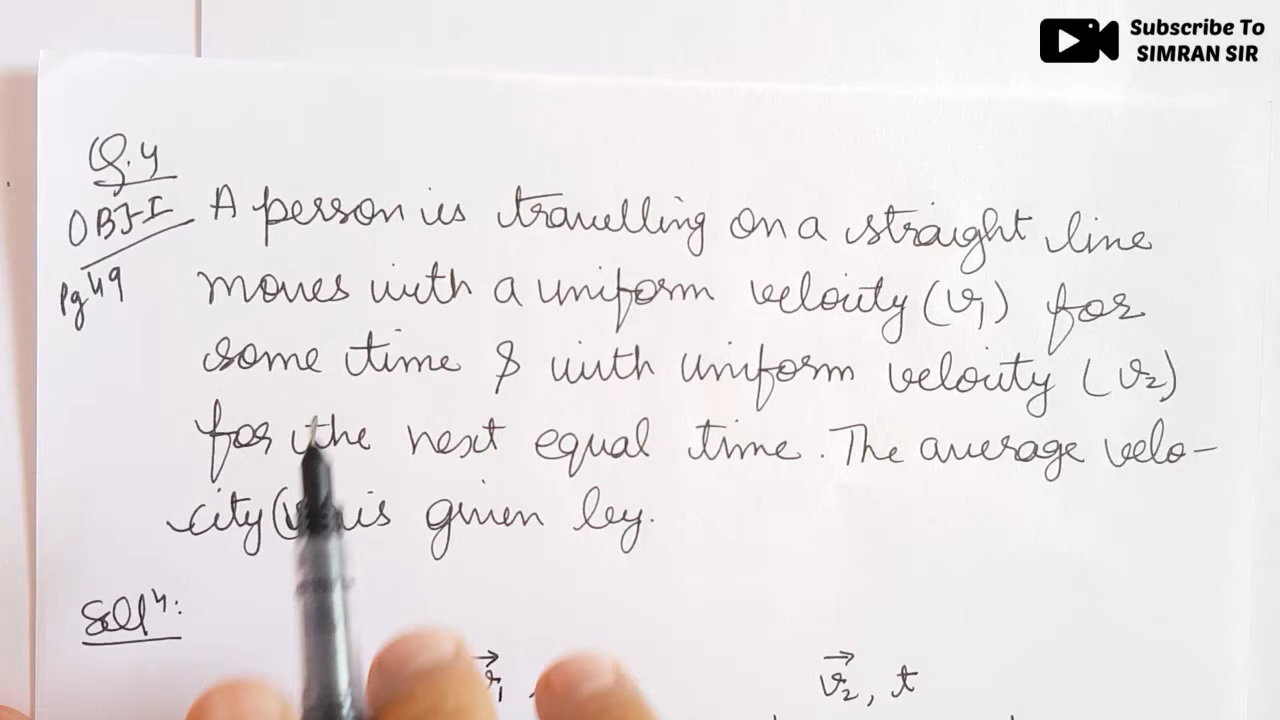 Subscribe To
SIMRAN SIR
Q.4
OBJ-I
Pg 49
A person is travelling on a straight line
moves with a uniform velocity (v₁) for
some time & with uniform velocity (v₂)
for the next equal time. The average velo-
city (v is given by.
Solⁿ:
v₁
v⃗₂, t